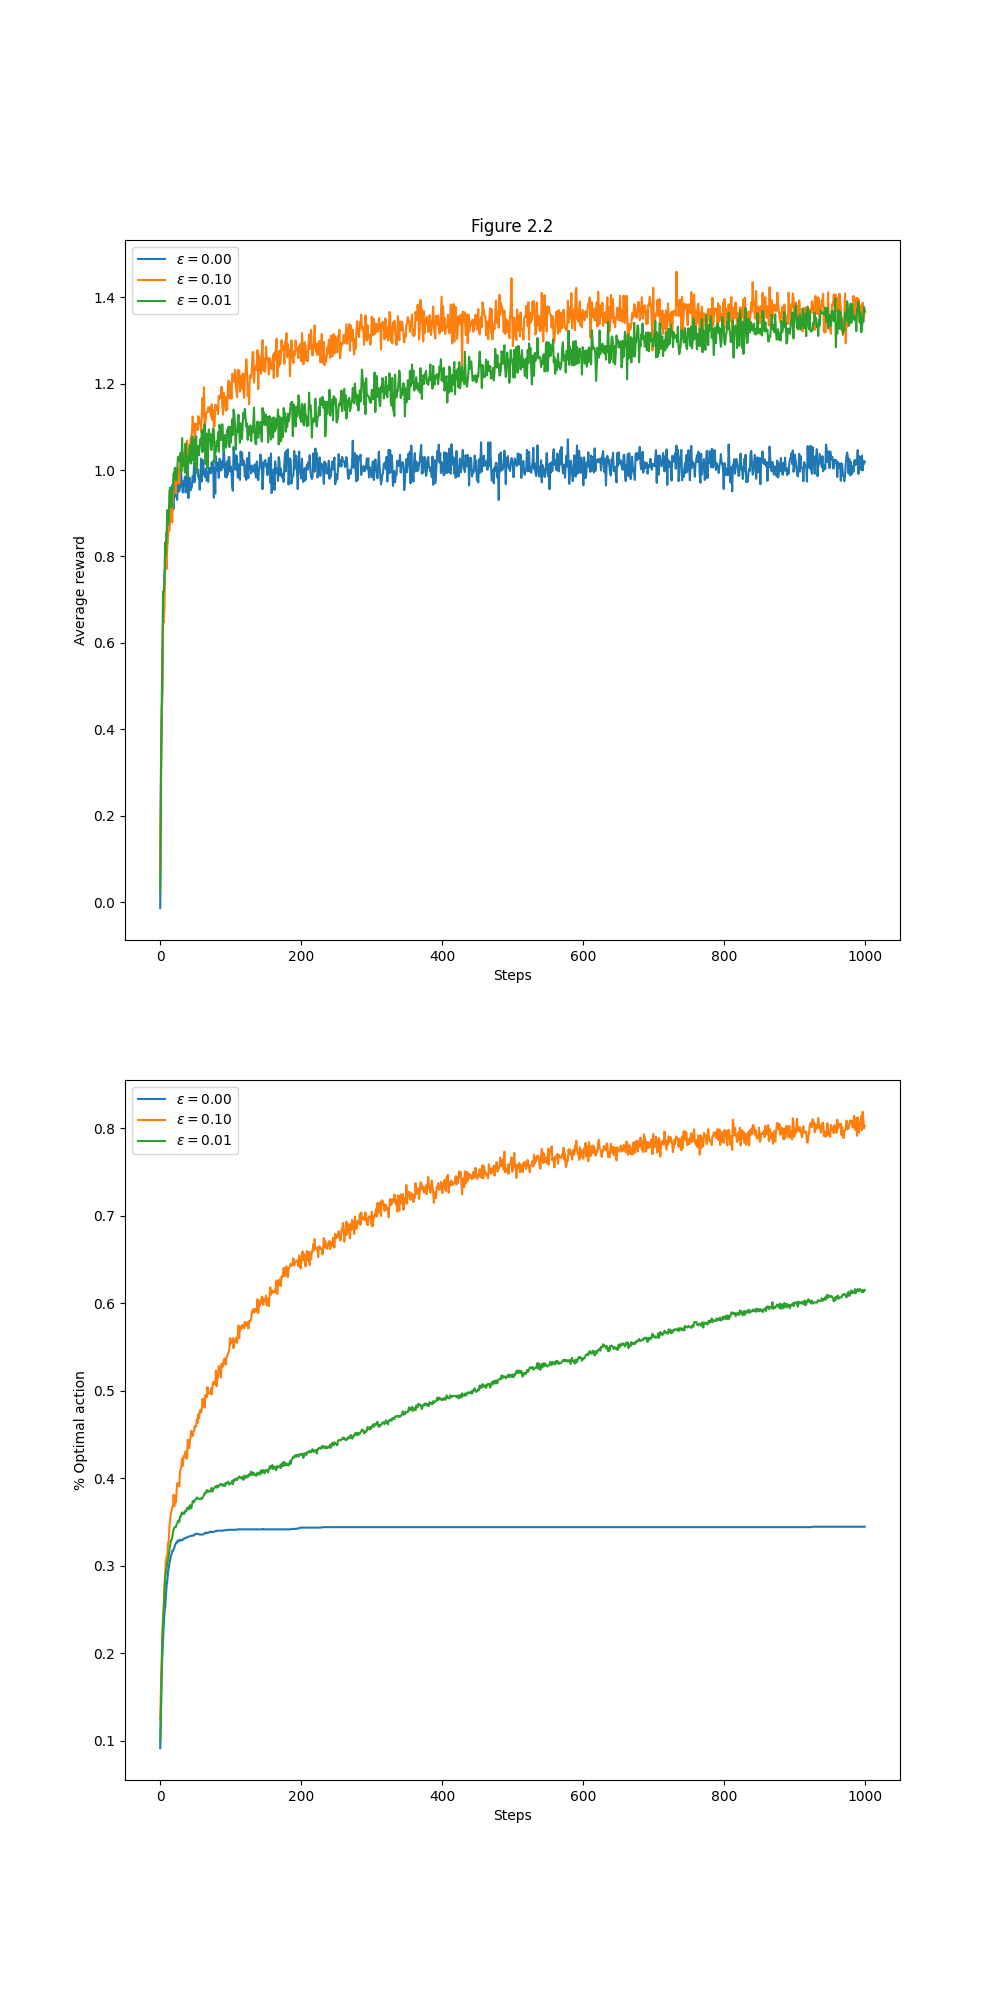 Figure 2.2
ε = 0.00
ε = 0.10
ε = 0.01
1.4
1.2
1.0
0.8
0.6
0.4
0.2
0.0
Average reward
0 200 400 600 800 1000
Steps
ε = 0.00
ε = 0.10
ε = 0.01
0.8
0.7
0.6
0.5
0.4
0.3
0.2
0.1
% Optimal action
0 200 400 600 800 1000
Steps